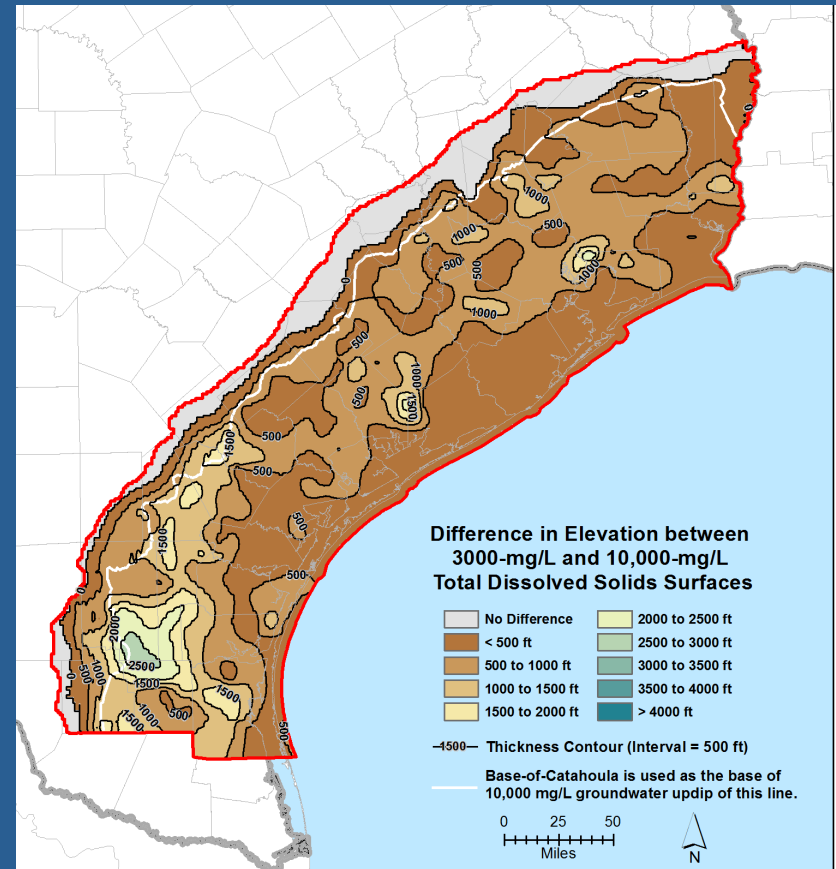 0
1000
500
1000
500
500
1000
0
1000
500
1000
500
1500
1500
500
500
1500
500
500
0
2000
2500
1500
1000
500
0
1500
1000
500
1500
500
Difference in Elevation between
3000-mg/L and 10,000-mg/L
Total Dissolved Solids Surfaces
No Difference
2000 to 2500 ft
< 500 ft
2500 to 3000 ft
500 to 1000 ft
3000 to 3500 ft
1000 to 1500 ft
3500 to 4000 ft
1500 to 2000 ft
> 4000 ft
1500 Thickness Contour (Interval = 500 ft)
Base-of-Catahoula is used as the base of
10,000 mg/L groundwater updip of this line.
0 25 50
Miles
N